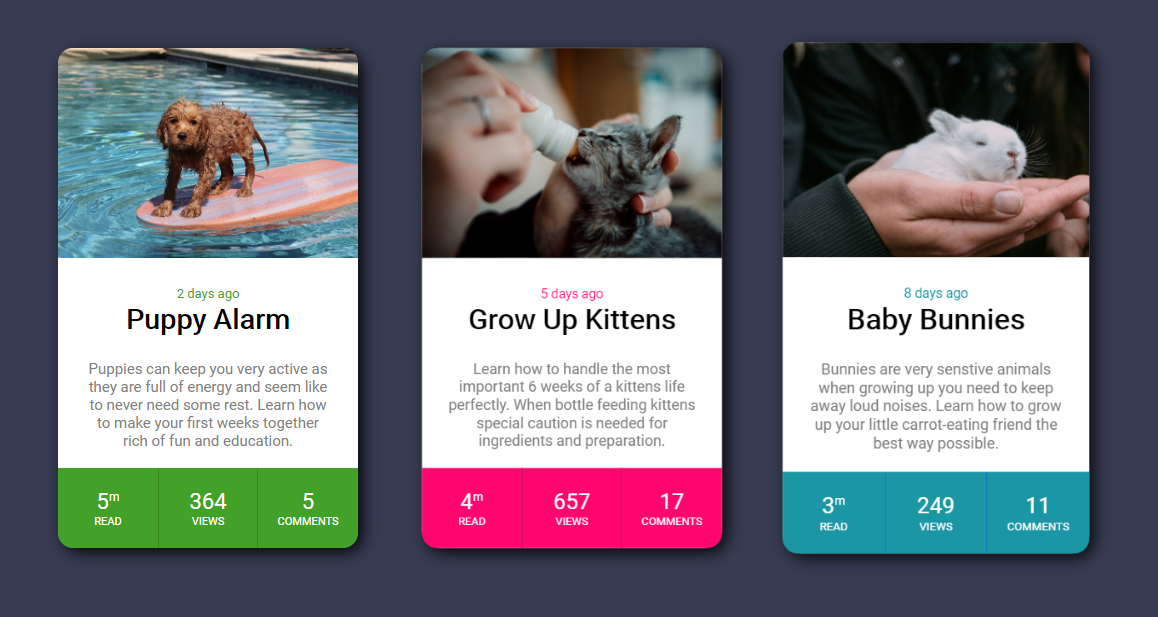 2 days ago
Puppy Alarm
Puppies can keep you very active as
they are full of energy and seem like
to never need some rest. Learn how
to make your first weeks together
rich of fun and education.
5m
READ
364
VIEWS
5
COMMENTS
5 days ago
Grow Up Kittens
Learn how to handle the most
important 6 weeks of a kittens life
perfectly. When bottle feeding kittens
special caution is needed for
ingredients and preparation.
4m
READ
657
VIEWS
17
COMMENTS
8 days ago
Baby Bunnies
Bunnies are very senstive animals
when growing up you need to keep
away loud noises. Learn how to grow
up your little carrot-eating friend the
best way possible.
3m
READ
249
VIEWS
11
COMMENTS